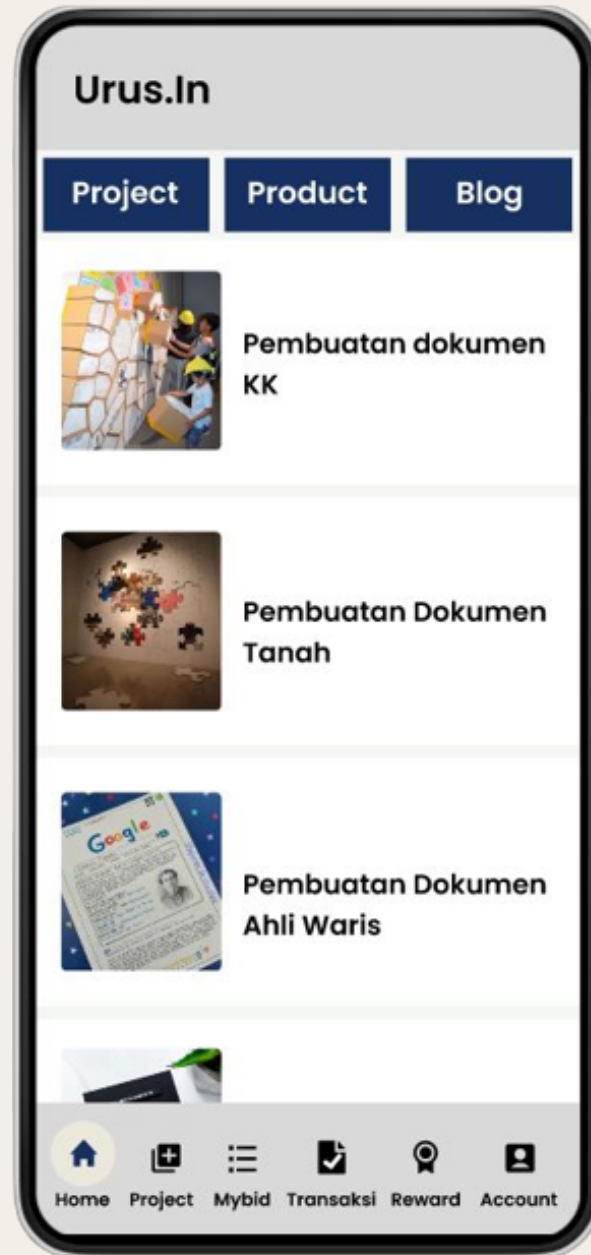 Urus.In
Project Product Blog
Pembuatan dokumen
KK
Pembuatan Dokumen
Tanah
Google
Pembuatan Dokumen
Ahli Waris
Home Project Mybid Transaksi Reward Account